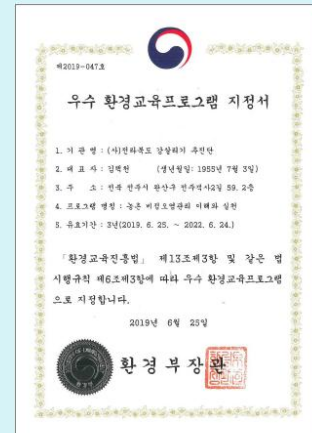 제2019-047호
우수 환경교육프로그램 지정서
1. 기 관 명 : (사)전라북도 강살리기 추진단
2. 대 표 자 : 김택천 (생년월일: 1955년 7월 3일)
3. 주 소 : 전북 전주시 완산구 전주객사2길 59. 2층
4. 프로그램 명칭 : 농촌 비점오염관리 이해와 실천
5. 유효기간 : 3년(2019. 6. 25. ~ 2022. 6. 24.)
「환경교육진흥법」 제13조제3항 및 같은 법
시행규칙 제6조제3항에 따라 우수 환경교육프로그램
으로 지정합니다.
2019년 6월 25일
환경부장관